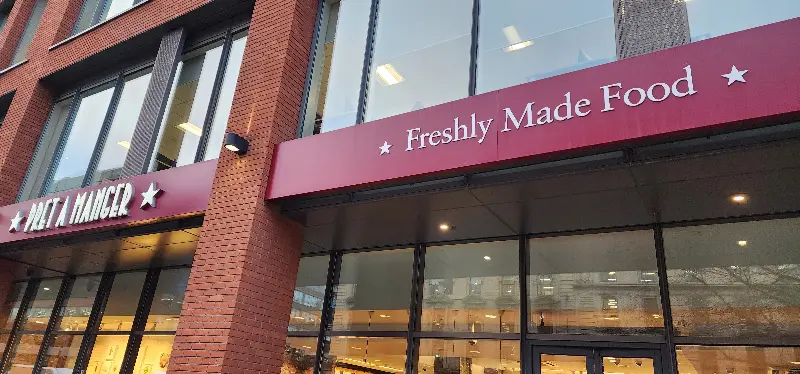 ★ PRET A MANGER ★
★ Freshly Made Food ★